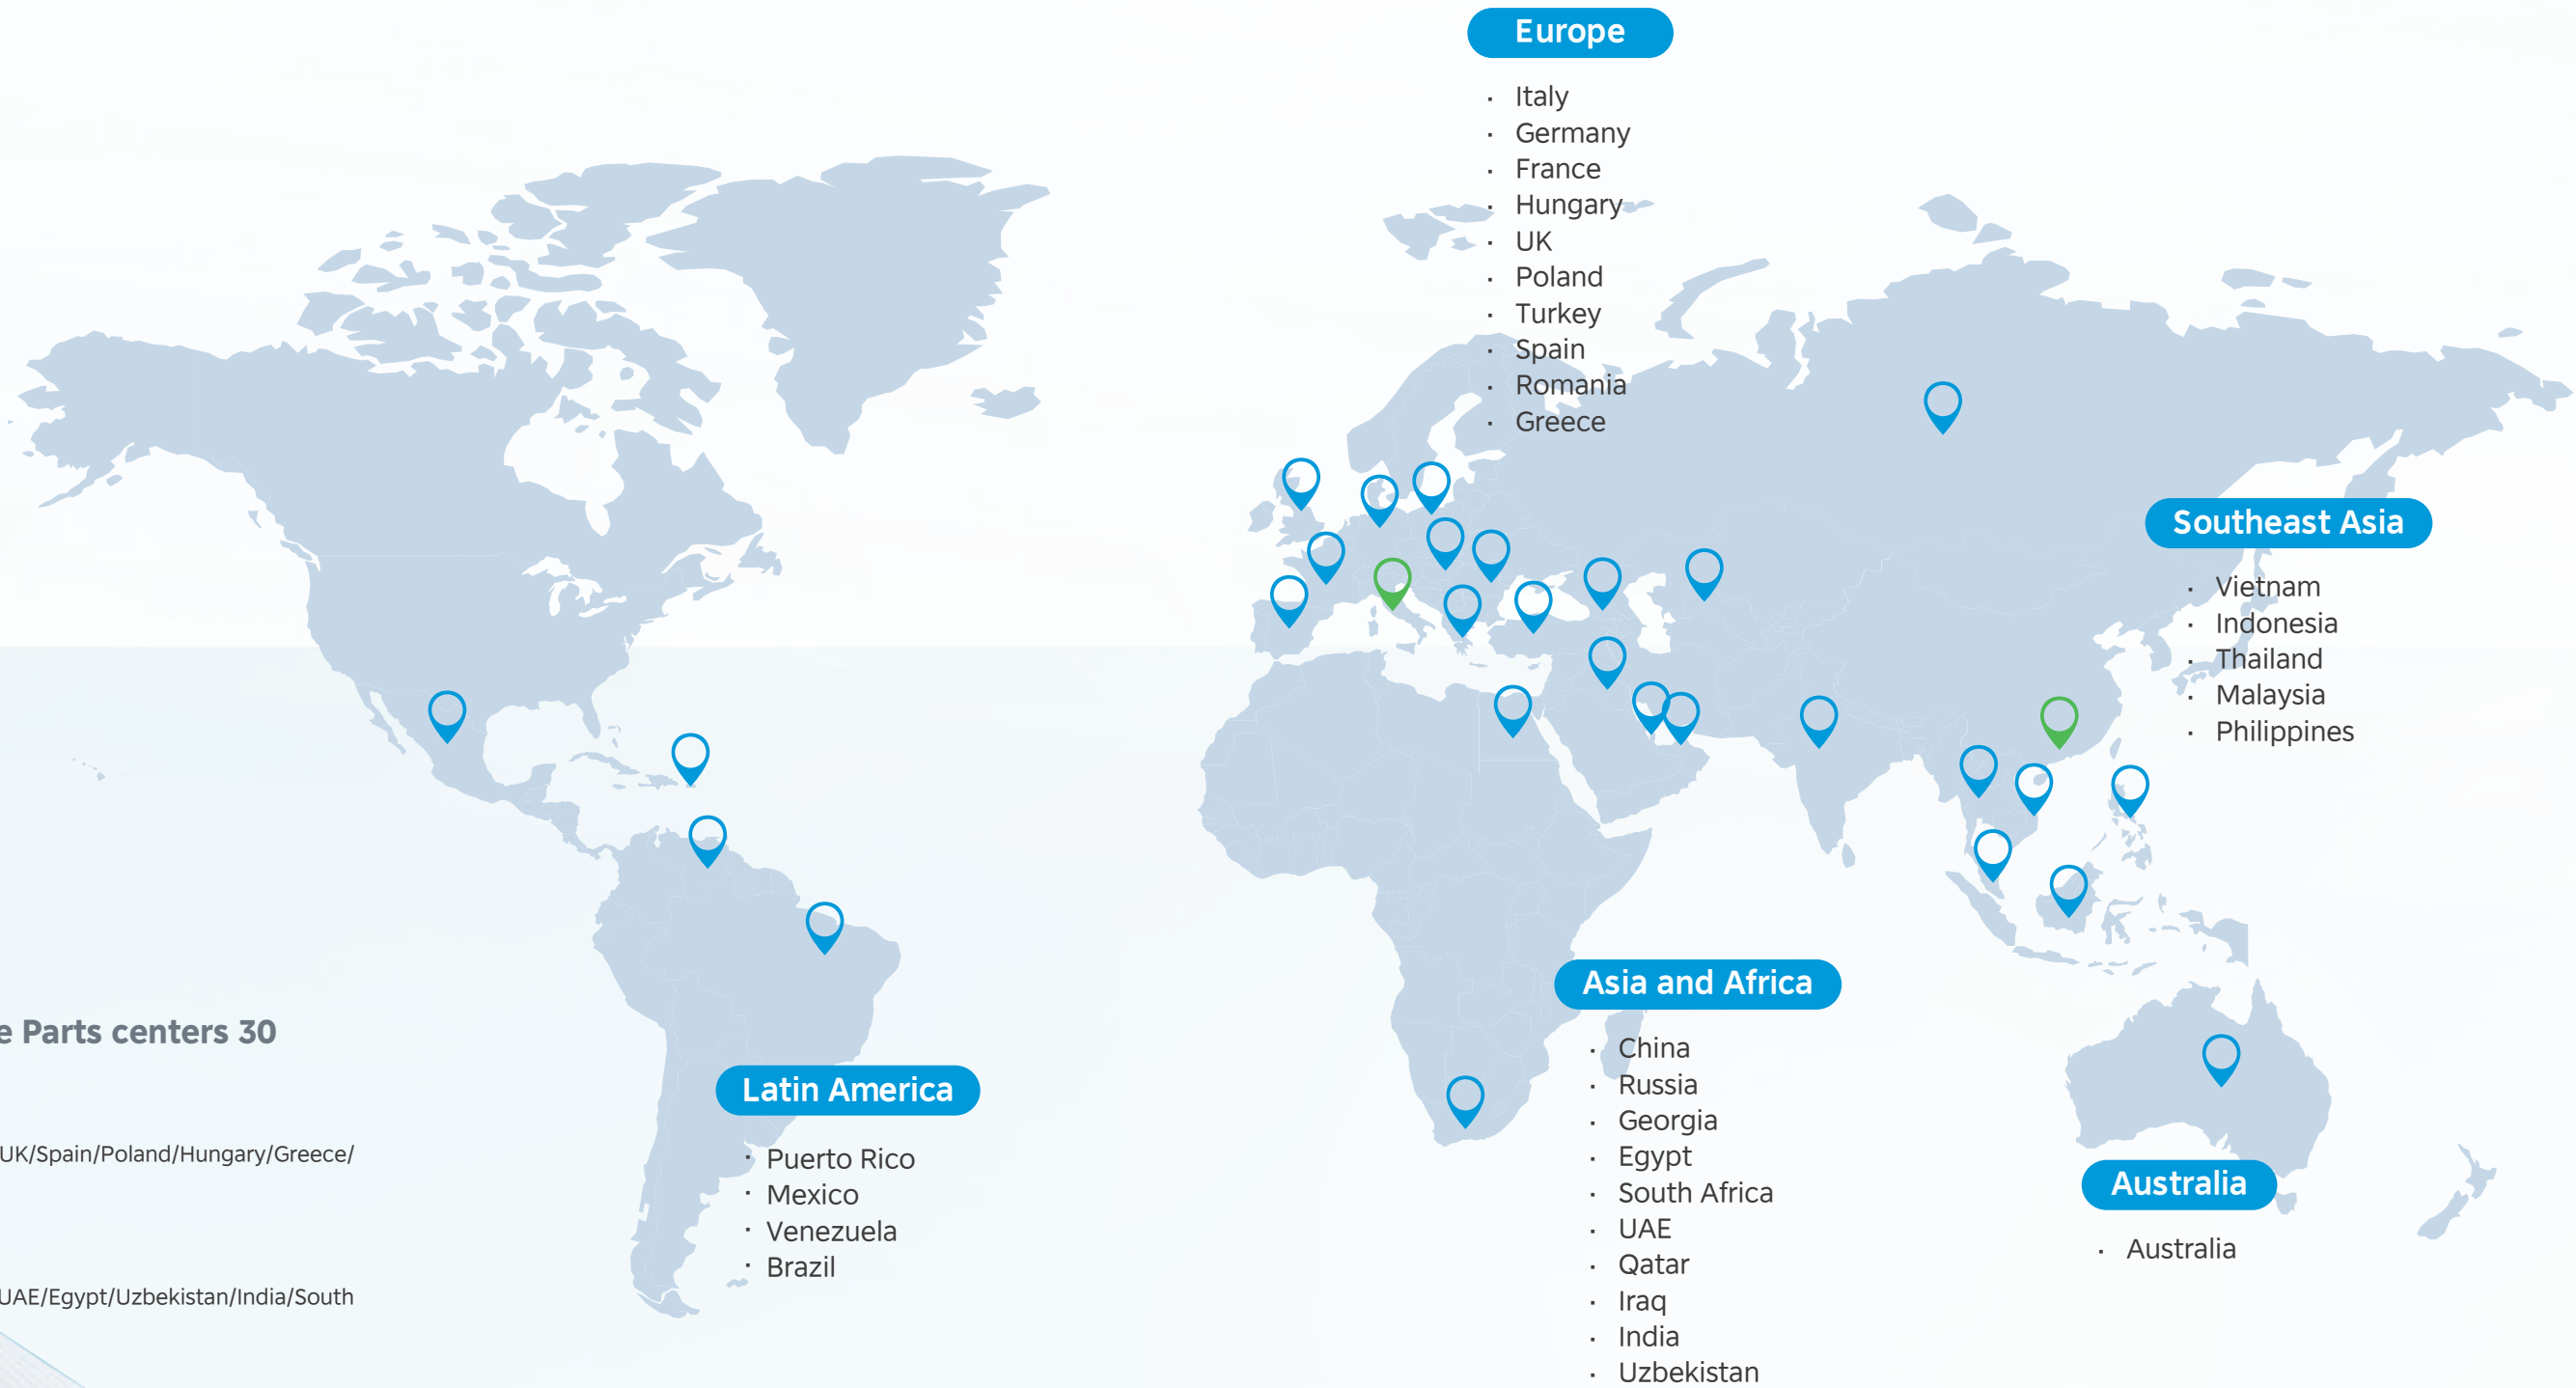 Europe
· Italy
· Germany
· France
· Hungary
· UK
· Poland
· Turkey
· Spain
· Romania
· Greece
Southeast Asia
· Vietnam
· Indonesia
· Thailand
· Malaysia
· Philippines
Asia and Africa
· China
· Russia
· Georgia
· Egypt
· South Africa
· UAE
· Qatar
· Iraq
· India
· Uzbekistan
e Parts centers 30
UK/Spain/Poland/Hungary/Greece/
UAE/Egypt/Uzbekistan/India/South
Latin America
· Puerto Rico
· Mexico
· Venezuela
· Brazil
Australia
· Australia